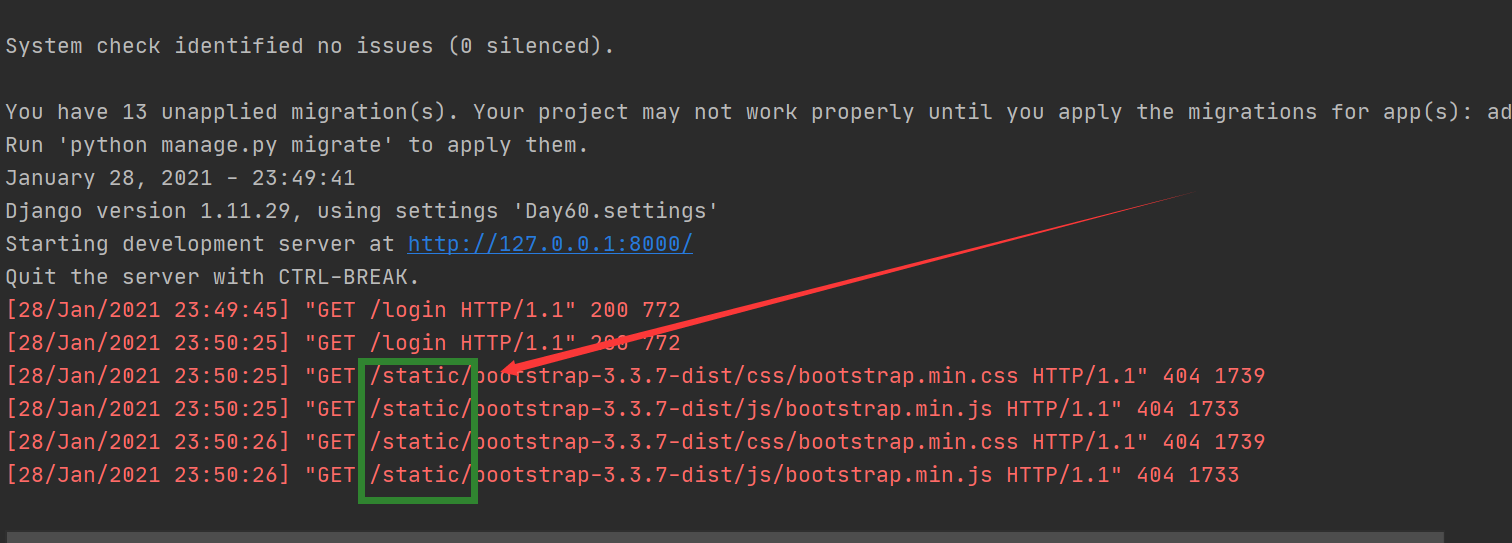 System check identified no issues (0 silenced).
You have 13 unapplied migration(s). Your project may not work properly until you apply the migrations for app(s): ad
Run 'python manage.py migrate' to apply them.
January 28, 2021 - 23:49:41
Django version 1.11.29, using settings 'Day60.settings'
Starting development server at http://127.0.0.1:8000/
Quit the server with CTRL-BREAK.
[28/Jan/2021 23:49:45] "GET /login HTTP/1.1" 200 772
[28/Jan/2021 23:50:25] "GET /login HTTP/1.1" 200 772
[28/Jan/2021 23:50:25] "GET /static/bootstrap-3.3.7-dist/css/bootstrap.min.css HTTP/1.1" 404 1739
[28/Jan/2021 23:50:25] "GET /static/bootstrap-3.3.7-dist/js/bootstrap.min.js HTTP/1.1" 404 1733
[28/Jan/2021 23:50:26] "GET /static/bootstrap-3.3.7-dist/css/bootstrap.min.css HTTP/1.1" 404 1739
[28/Jan/2021 23:50:26] "GET /static/bootstrap-3.3.7-dist/js/bootstrap.min.js HTTP/1.1" 404 1733